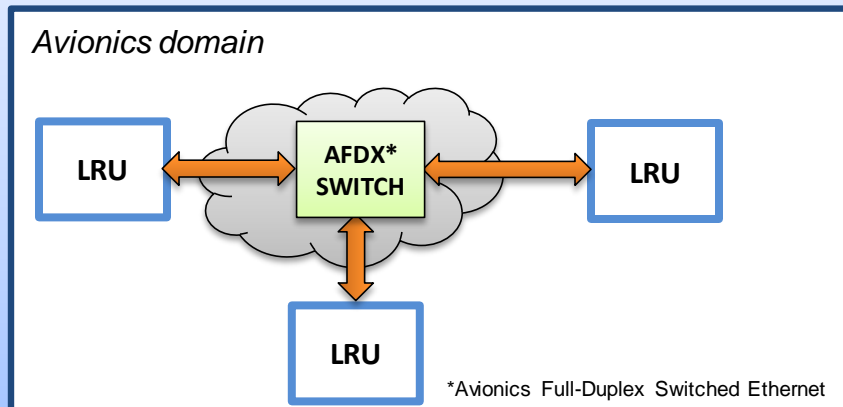 Avionics domain
LRU
AFDX*
SWITCH
LRU
LRU
*Avionics Full-Duplex Switched Ethernet